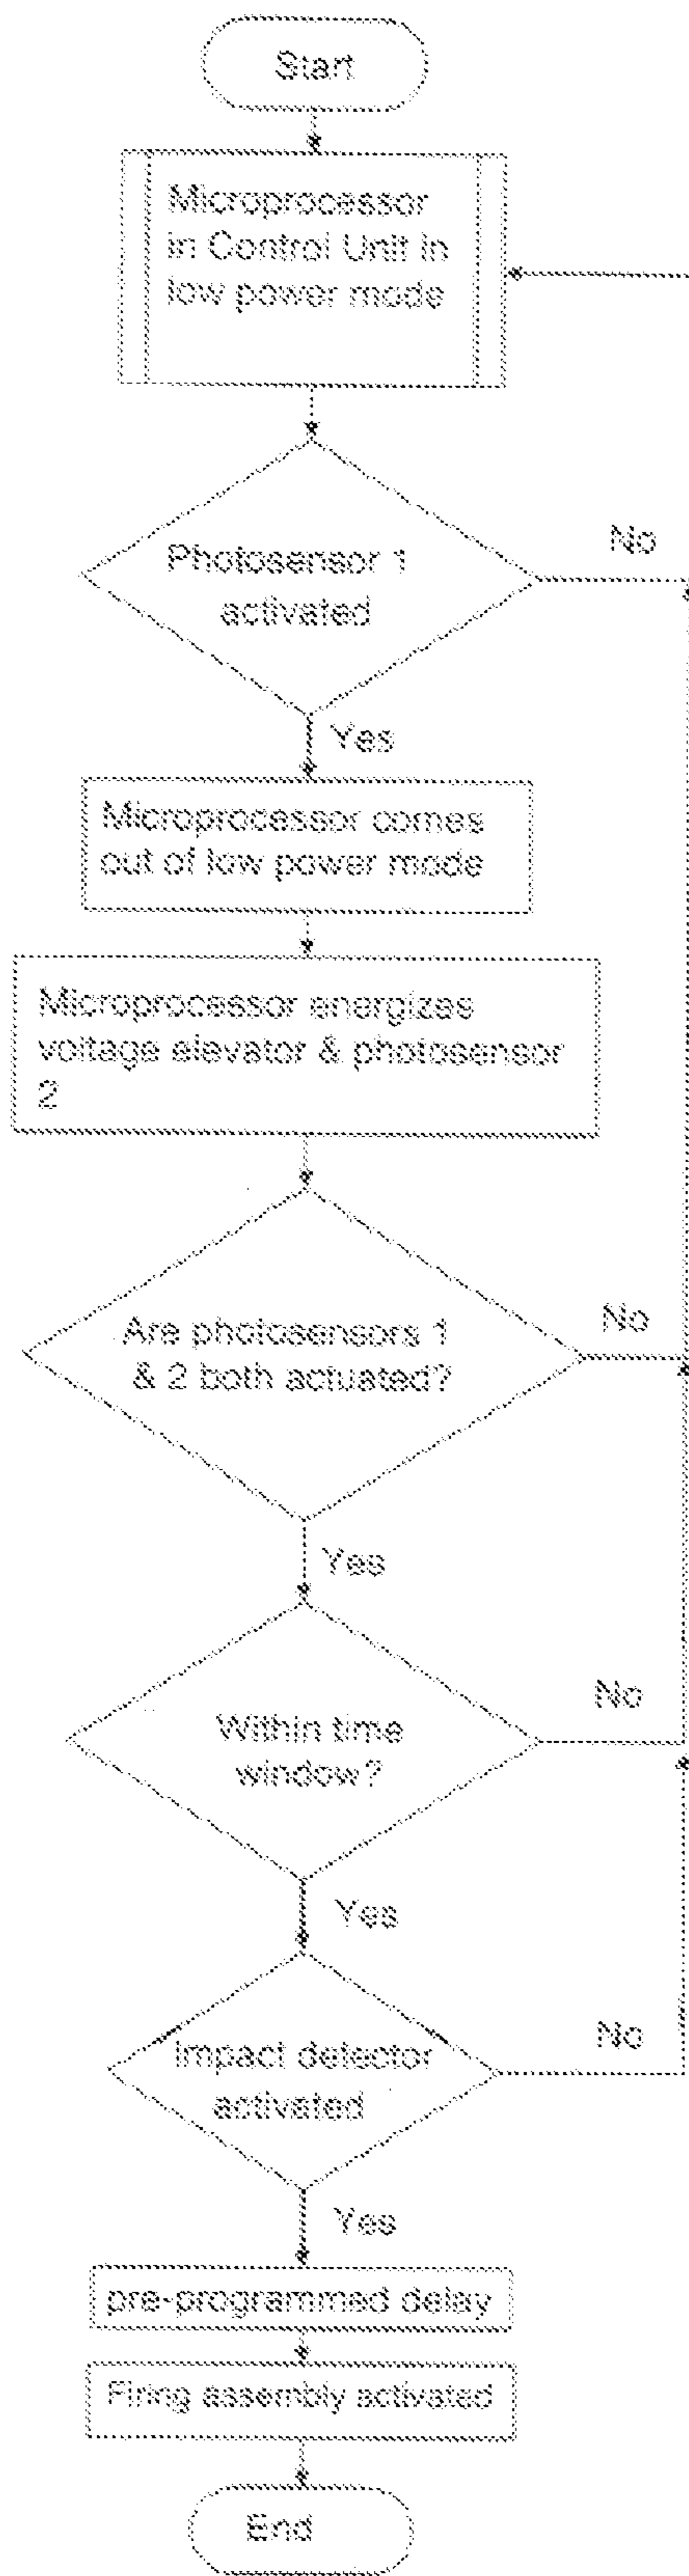 Start
Microprocessor
in Control Unit in
low power mode
Photosensor 1
activated
No
Yes
Microprocessor comes
out of low power mode
Microprocessor energizes
voltage elevator & photosensor
2
Are photosensors 1
& 2 both actuated?
No
Yes
Within time
window?
No
Yes
Impact detector
activated
No
Yes
pre-programmed delay
Firing assembly activated
End